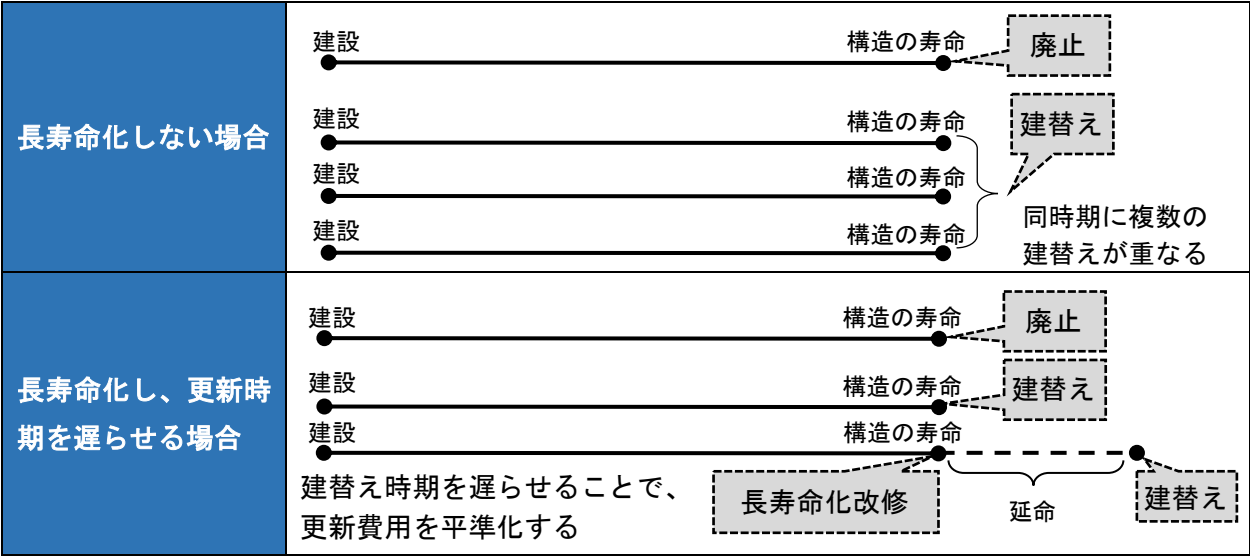 長寿命化しない場合
建設
構造の寿命
廃止
建設
構造の寿命
建替え
建設
構造の寿命
建設
構造の寿命
同時期に複数の
建替えが重なる
長寿命化し、更新時
期を遅らせる場合
建設
構造の寿命
廃止
建設
構造の寿命
建替え
建設
構造の寿命
建替え時期を遅らせることで、
更新費用を平準化する
長寿命化改修
延命
建替え